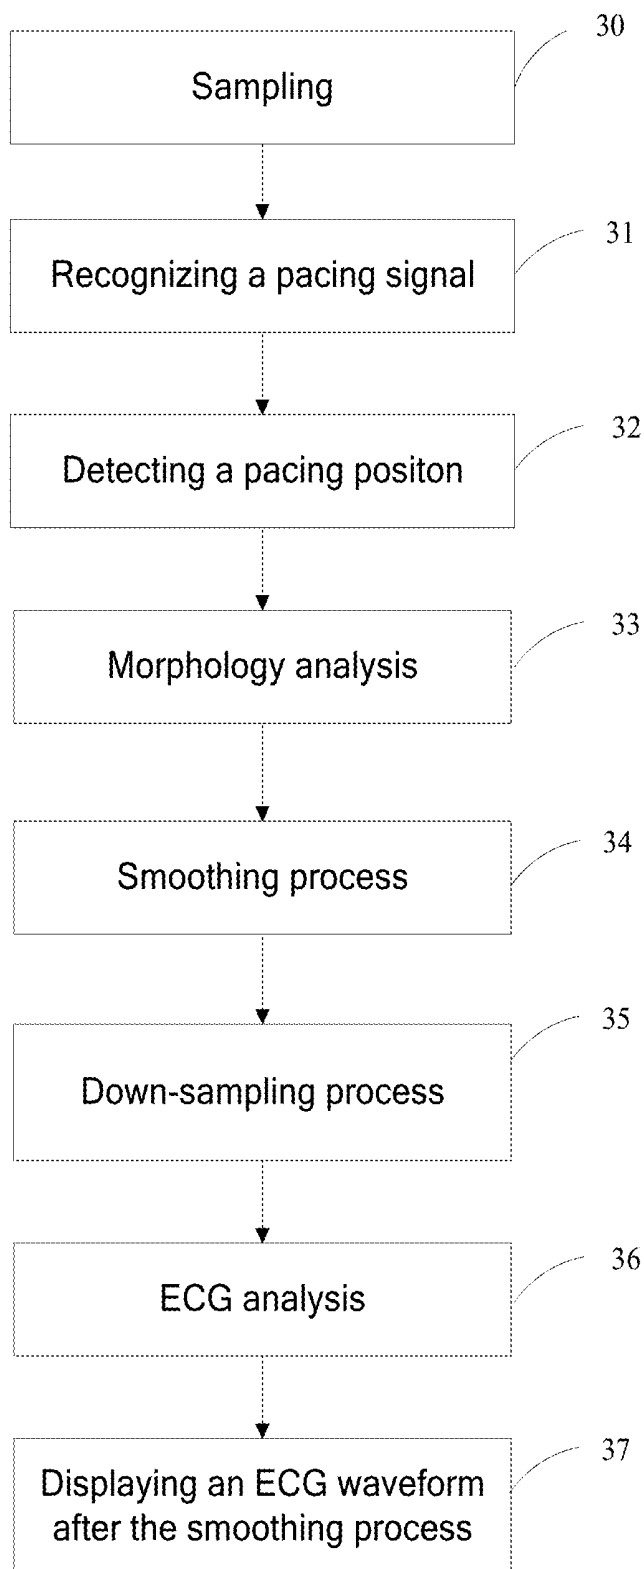 30
Sampling
31
Recognizing a pacing signal
32
Detecting a pacing positon
33
Morphology analysis
34
Smoothing process
35
Down-sampling process
36
ECG analysis
37
Displaying an ECG waveform
after the smoothing process